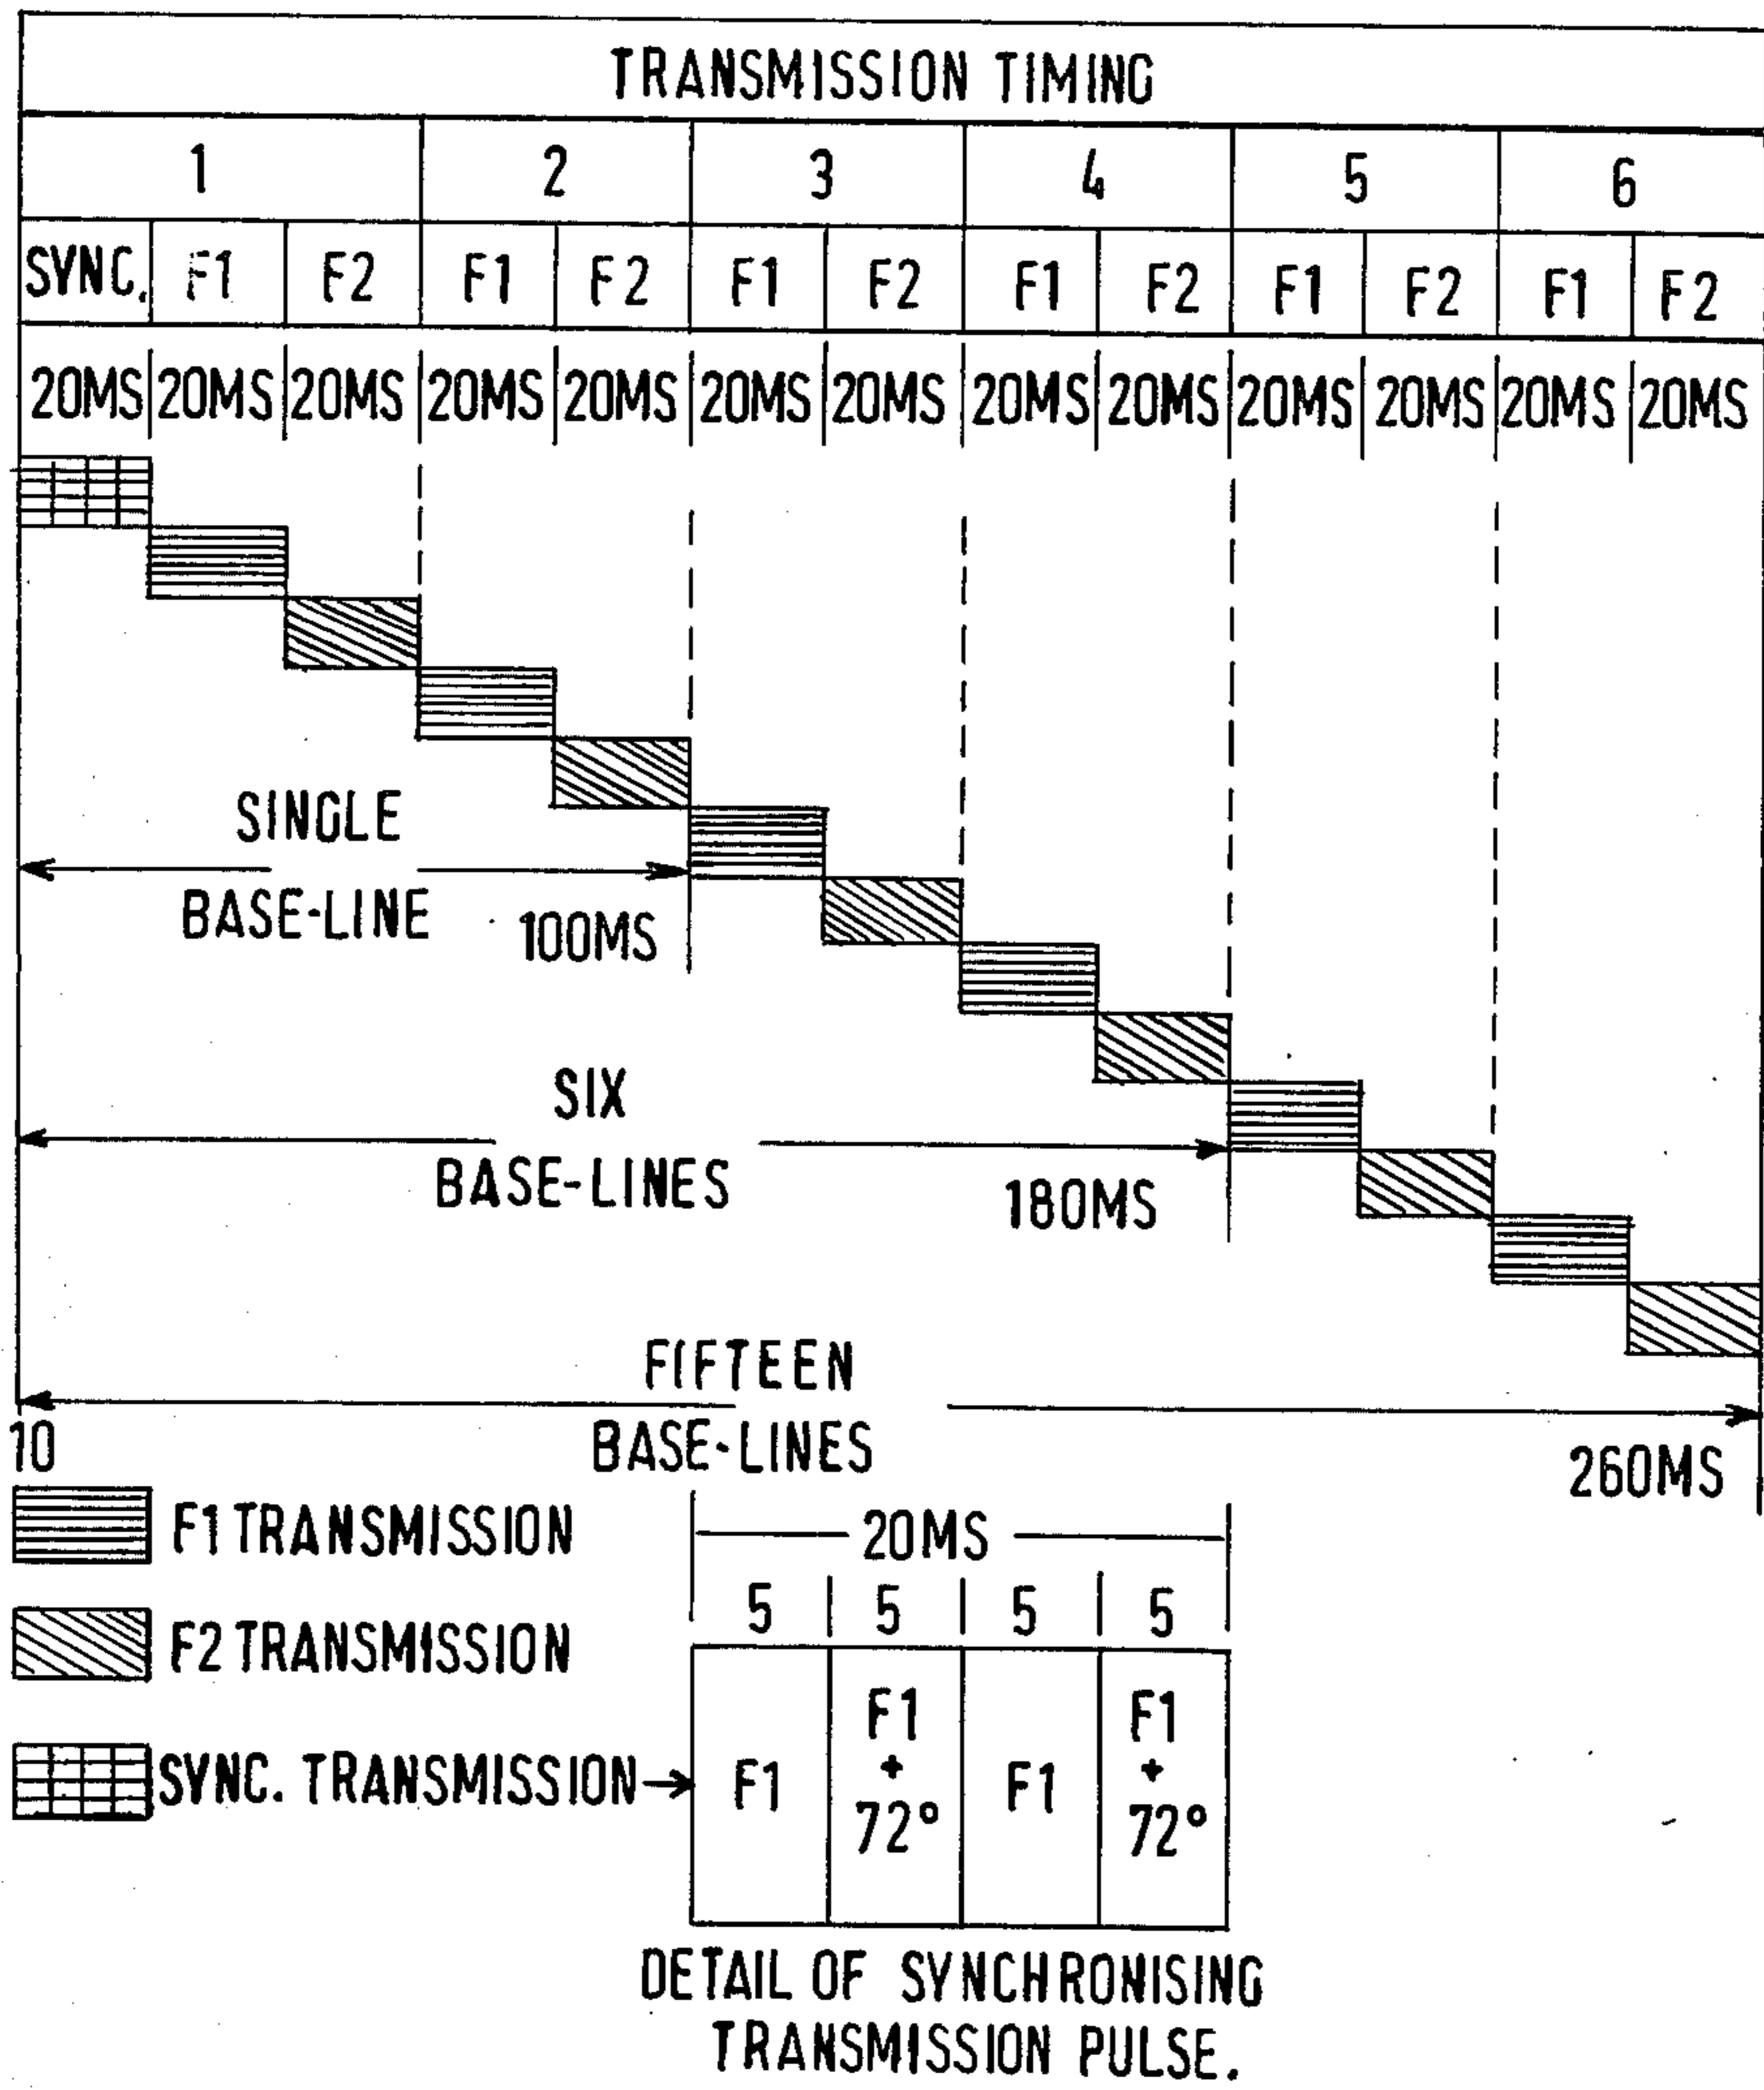 TRANSMISSION TIMING
1 2 3 4 5 6
SYNC. F1 F2 F1 F2 F1 F2 F1 F2 F1 F2 F1 F2
20MS 20MS 20MS 20MS 20MS 20MS 20MS 20MS 20MS 20MS 20MS 20MS 20MS
SINGLE
BASE-LINE 100MS
SIX
BASE-LINES 180MS
FIFTEEN
BASE-LINES
10
260MS
F1 TRANSMISSION
F2 TRANSMISSION
SYNC. TRANSMISSION
20MS
5 5 5 5
F1 F1 + 72° F1 F1 + 72°
DETAIL OF SYNCHRONISING
TRANSMISSION PULSE.